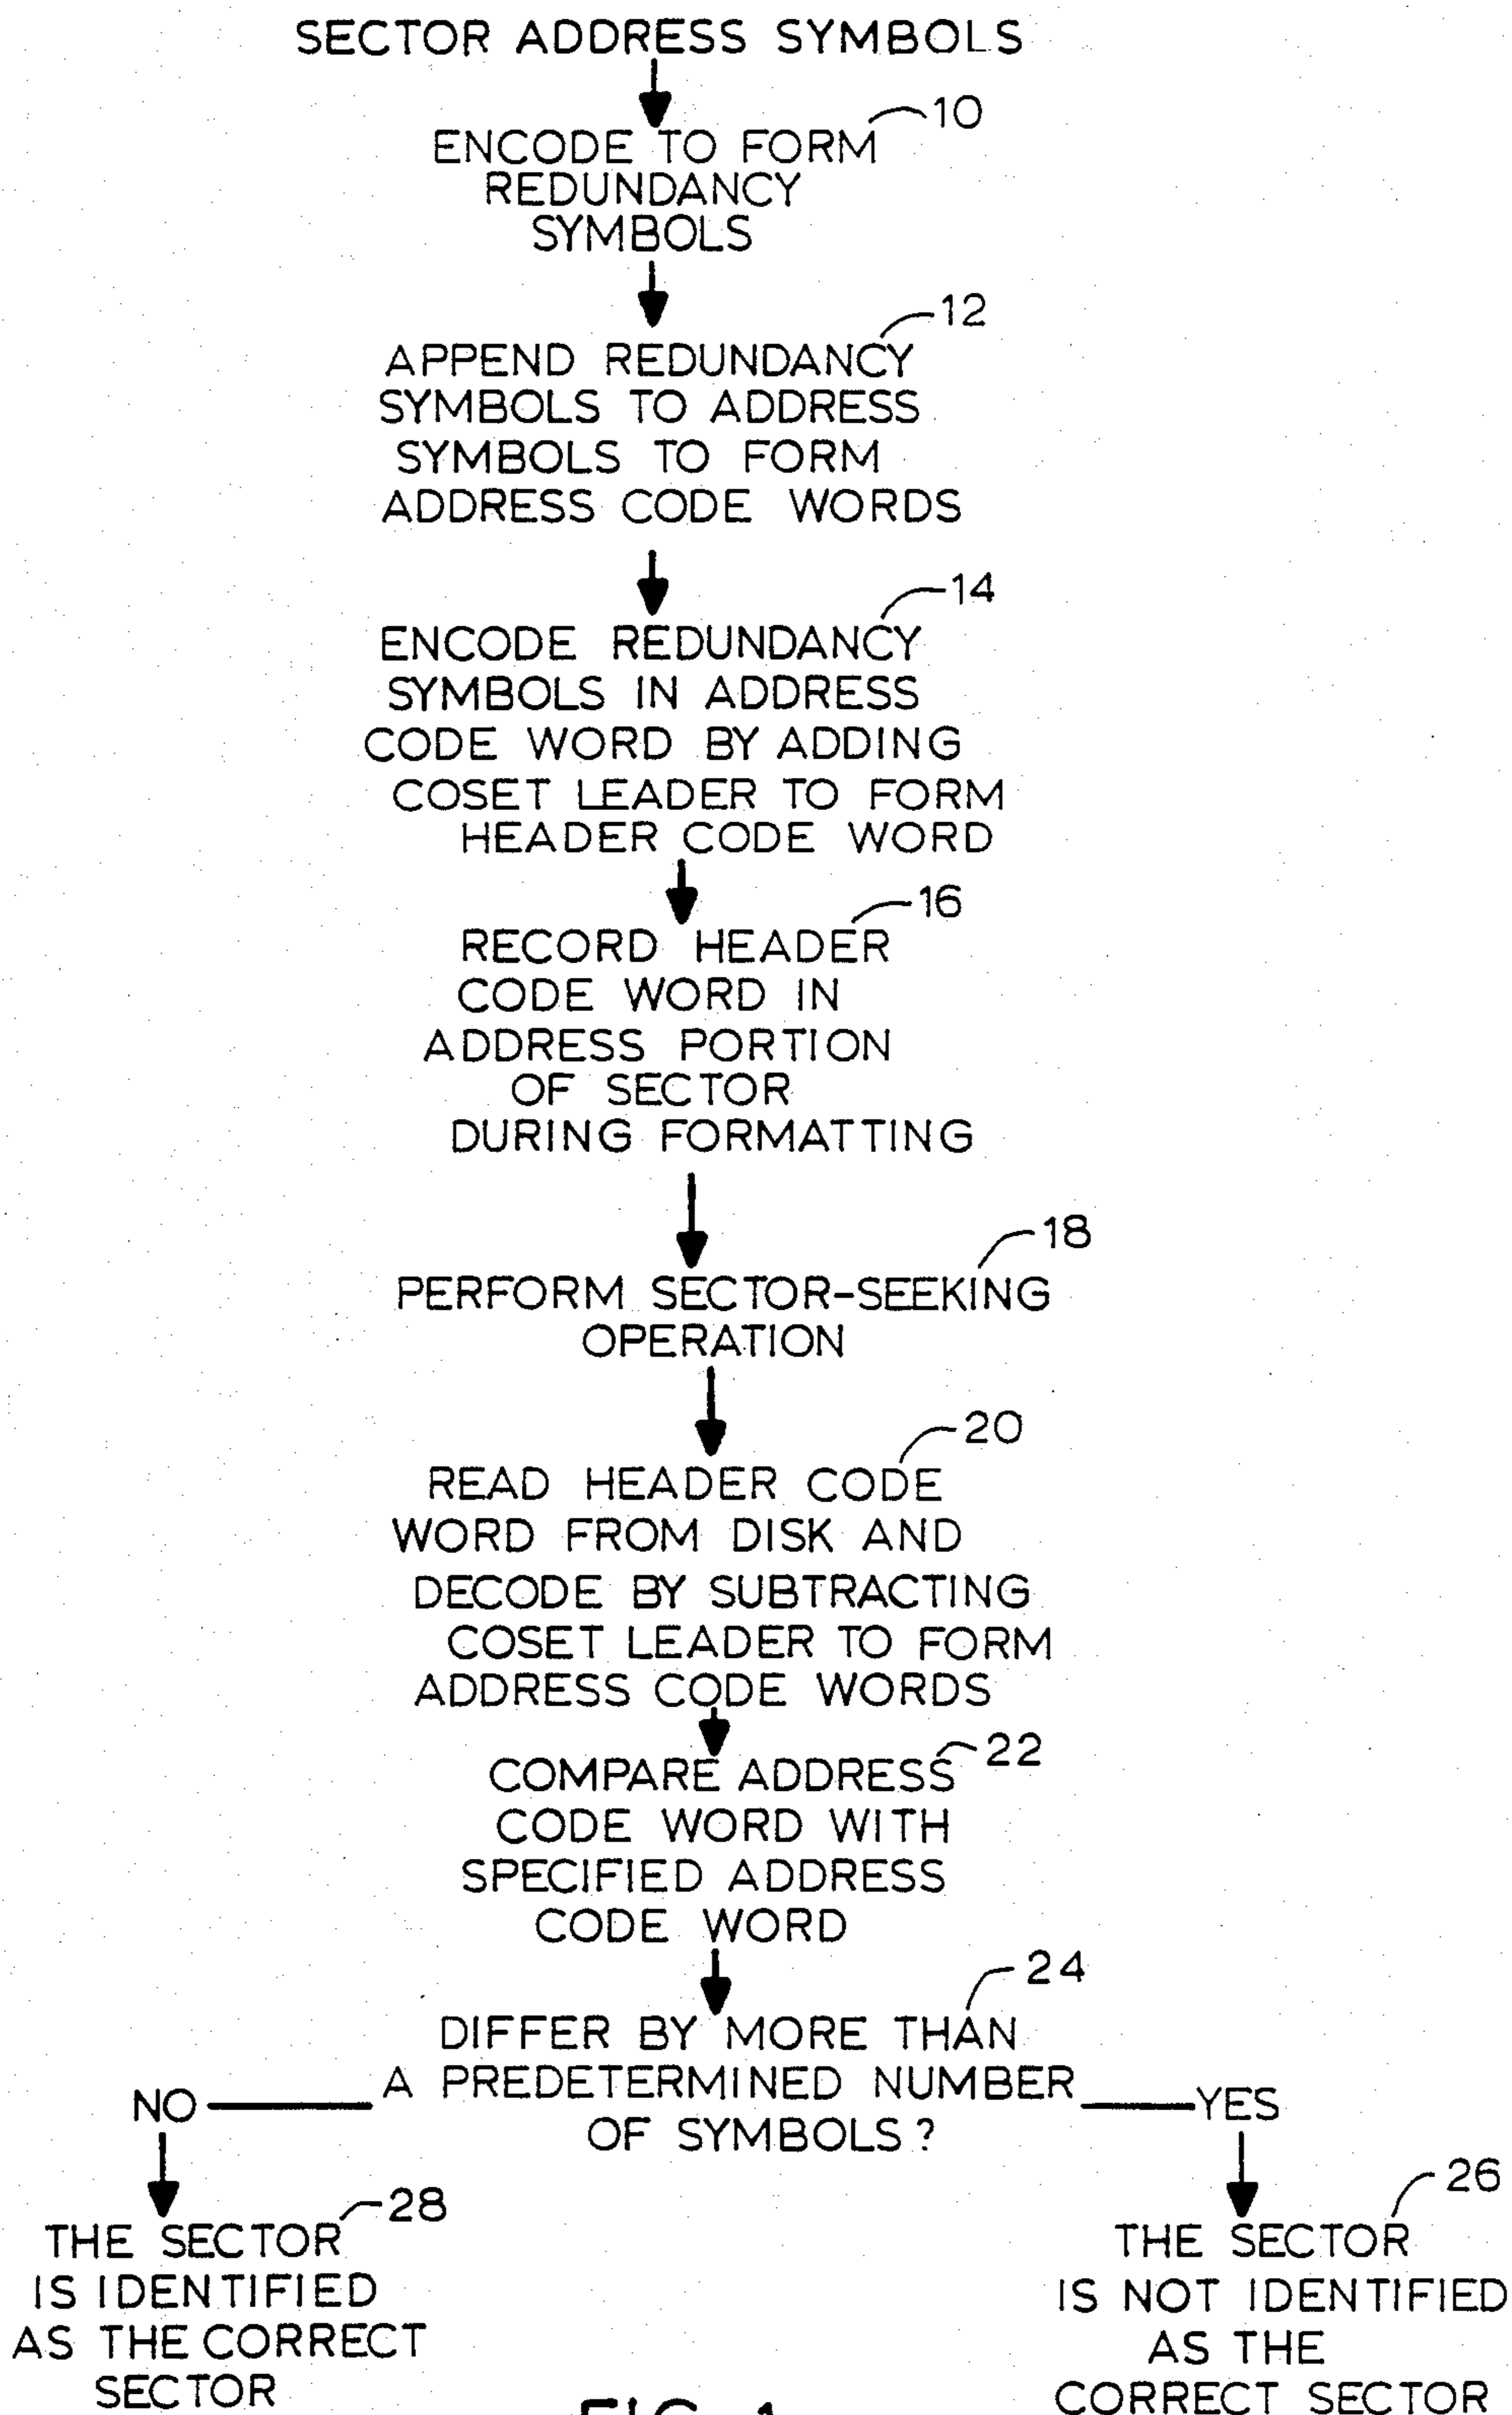 SECTOR ADDRESS SYMBOLS
10
ENCODE TO FORM
REDUNDANCY
SYMBOLS
12
APPEND REDUNDANCY
SYMBOLS TO ADDRESS
SYMBOLS TO FORM
ADDRESS CODE WORDS
14
ENCODE REDUNDANCY
SYMBOLS IN ADDRESS
CODE WORD BY ADDING
COSET LEADER TO FORM
HEADER CODE WORD
16
RECORD HEADER
CODE WORD IN
ADDRESS PORTION
OF SECTOR
DURING FORMATTING
18
PERFORM SECTOR-SEEKING
OPERATION
20
READ HEADER CODE
WORD FROM DISK AND
DECODE BY SUBTRACTING
COSET LEADER TO FORM
ADDRESS CODE WORDS
22
COMPARE ADDRESS
CODE WORD WITH
SPECIFIED ADDRESS
CODE WORD
24
DIFFER BY MORE THAN
A PREDETERMINED NUMBER
OF SYMBOLS?
NO
YES
28
THE SECTOR
IS IDENTIFIED
AS THE CORRECT
SECTOR
26
THE SECTOR
IS NOT IDENTIFIED
AS THE
CORRECT SECTOR